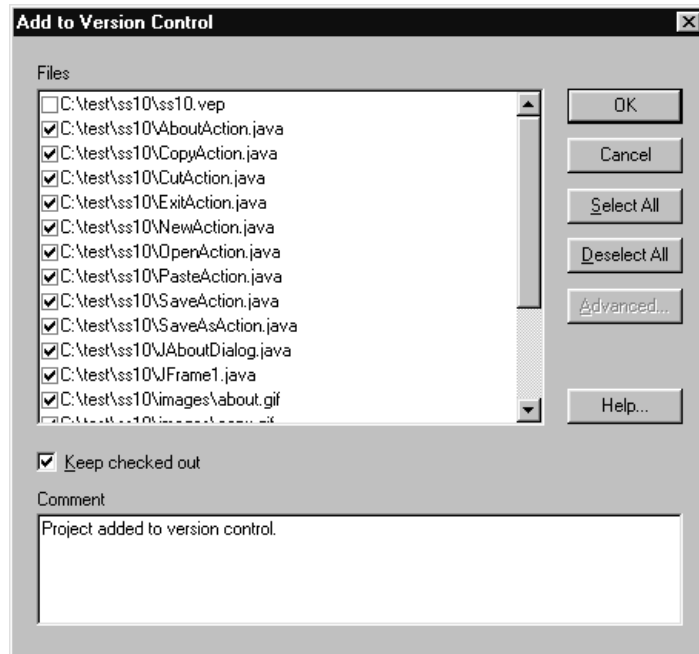 Add to Version Control
Files
C:\test\ss10\ss10.vep
C:\test\ss10\AboutAction.java
C:\test\ss10\CopyAction.java
C:\test\ss10\CutAction.java
C:\test\ss10\ExitAction.java
C:\test\ss10\NewAction.java
C:\test\ss10\OpenAction.java
C:\test\ss10\PasteAction.java
C:\test\ss10\SaveAction.java
C:\test\ss10\SaveAsAction.java
C:\test\ss10\JAboutDialog.java
C:\test\ss10\JFrame1.java
C:\test\ss10\images\about.gif
OK
Cancel
Select All
Deselect All
Advanced...
Help...
Keep checked out
Comment
Project added to version control.